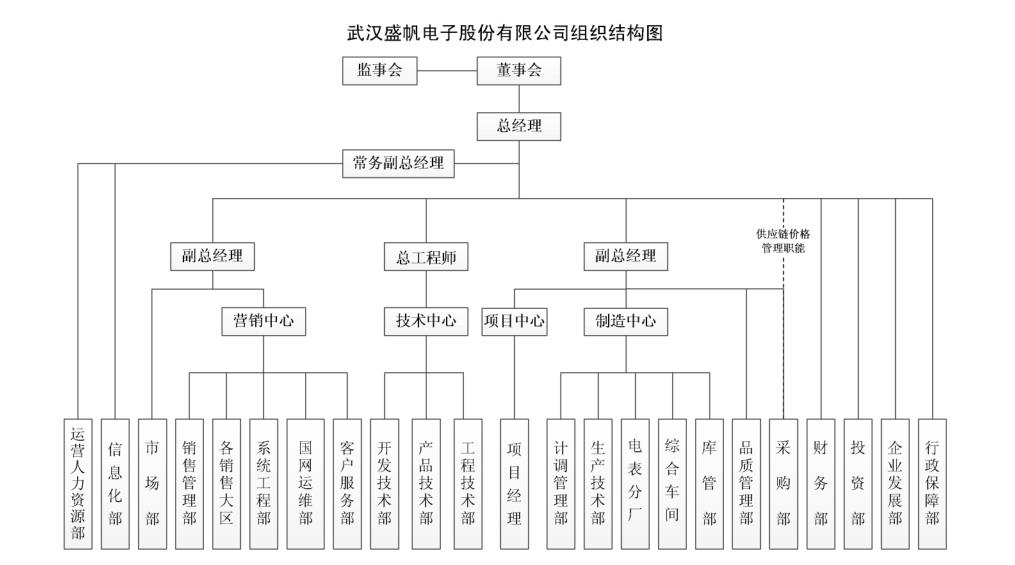 武汉盛帆电子股份有限公司组织结构图
监事会
董事会
总经理
常务副总经理
供应链价格
管理职能
副总经理
总工程师
副总经理
营销中心
技术中心
项目中心
制造中心
运营人力资源部
信息化部
市场部
销售管理部
各销售大区
系统工程部
国网运维部
客户服务部
开发技术部
产品技术部
工程技术部
项目经理
计调管理部
生产技术部
电表分厂
综合车间
库管部
品质管理部
采购部
财务部
投资部
企业发展部
行政保障部